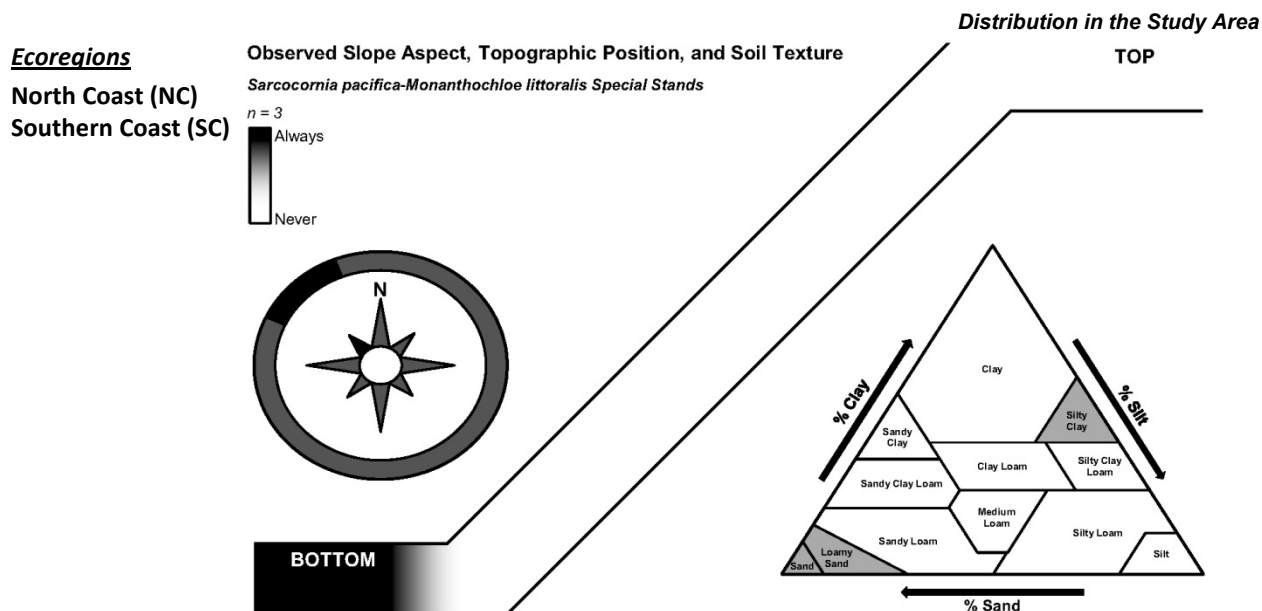 Distribution in the Study Area
Ecoregions
North Coast (NC)
Southern Coast (SC)
Observed Slope Aspect, Topographic Position, and Soil Texture
Sarcocornia pacifica-Monanthochloe littoralis Special Stands
n = 3
Always
Never
N
TOP
BOTTOM
% Clay
% Silt
% Sand
Clay
Silty
Clay
Sandy
Clay
Clay Loam
Silty Clay
Loam
Sandy Clay Loam
Medium
Loam
Sandy Loam
Silty Loam
Loamy
Sand
Sand
Silt